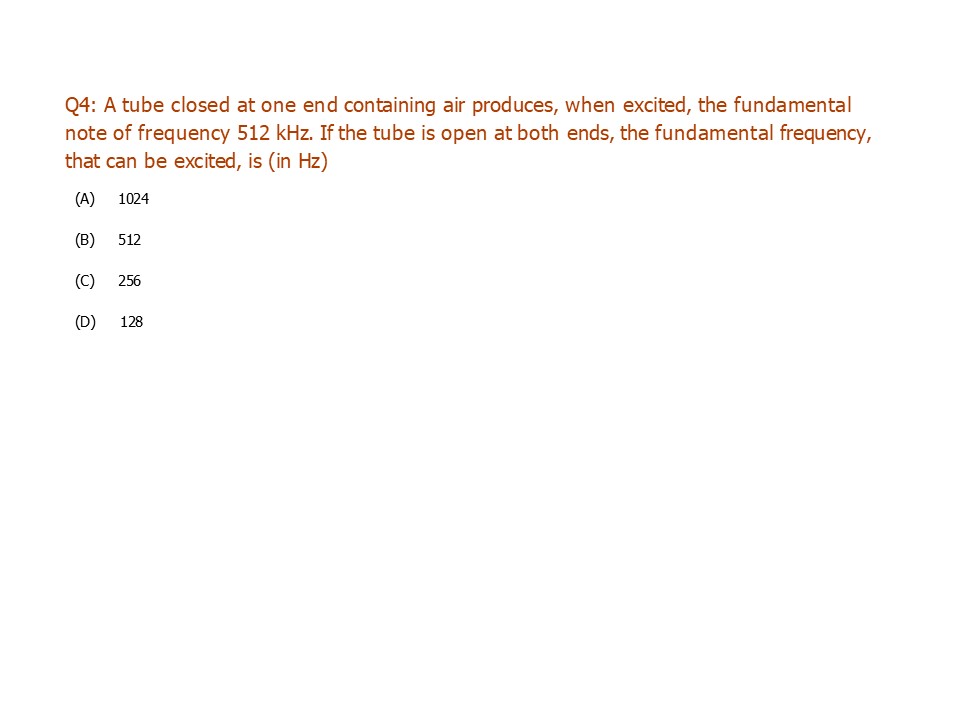 Q4: A tube closed at one end containing air produces, when excited, the fundamental
note of frequency 512 kHz. If the tube is open at both ends, the fundamental frequency,
that can be excited, is (in Hz)
(A) 1024
(B) 512
(C) 256
(D) 128